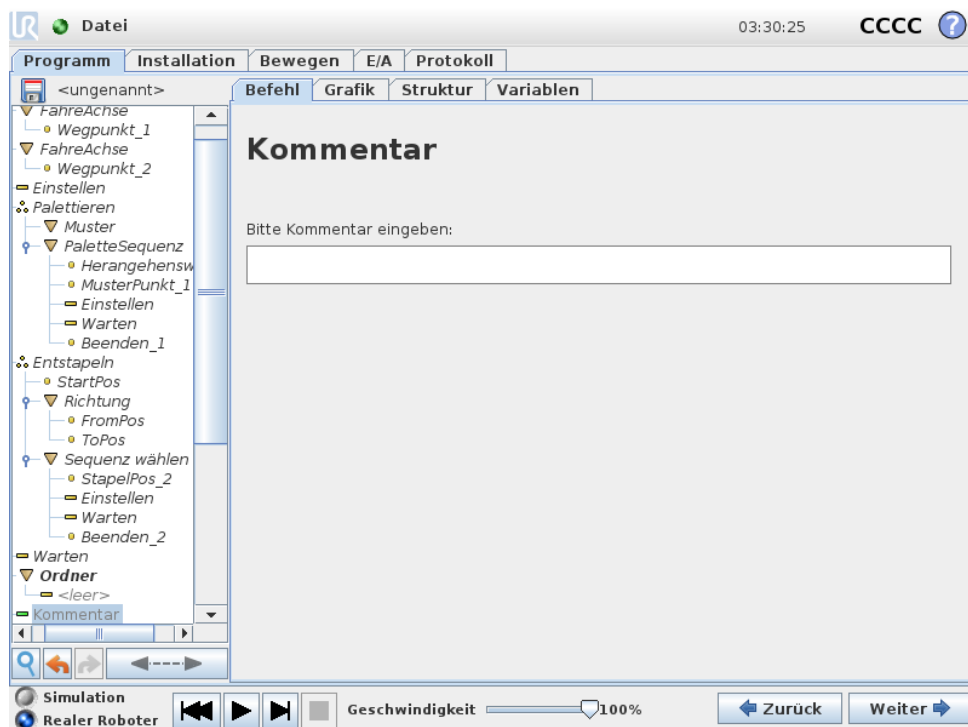 UR Datei 03:30:25 CCCC ?
Programm Installation Bewegen E/A Protokoll
<ungenannt> Befehl Grafik Struktur Variablen
FahreAchse
Wegpunkt_1
FahreAchse
Wegpunkt_2
Einstellen
Palettieren
Muster
PaletteSequenz
Herangehensw
MusterPunkt_1
Einstellen
Warten
Beenden_1
Entstapeln
StartPos
Richtung
FromPos
ToPos
Sequenz wählen
StapelPos_2
Einstellen
Warten
Beenden_2
Warten
Ordner
<leer>
Kommentar
Kommentar
Bitte Kommentar eingeben:
Simulation
Realer Roboter
Geschwindigkeit 100%
Zurück Weiter